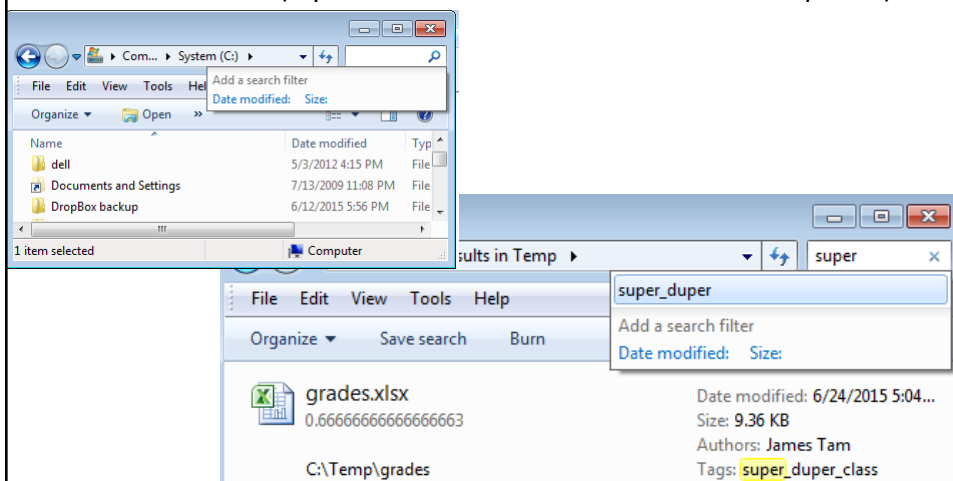 Com... System (C:)
Add a search filter
Date modified: Size:
File Edit View Tools Hel
Organize Open »
Name Date modified Typ
dell 5/3/2012 4:15 PM File
Documents and Settings 7/13/2009 11:08 PM File
DropBox backup 6/12/2015 5:56 PM File
1 item selected Computer
sults in Temp super
super_duper
File Edit View Tools Help
Add a search filter
Organize Save search Burn
Date modified: Size:
grades.xlsx Date modified: 6/24/2015 5:04...
0.66666666666666663 Size: 9.36 KB
Authors: James Tam
C:\Temp\grades Tags: super_duper_class